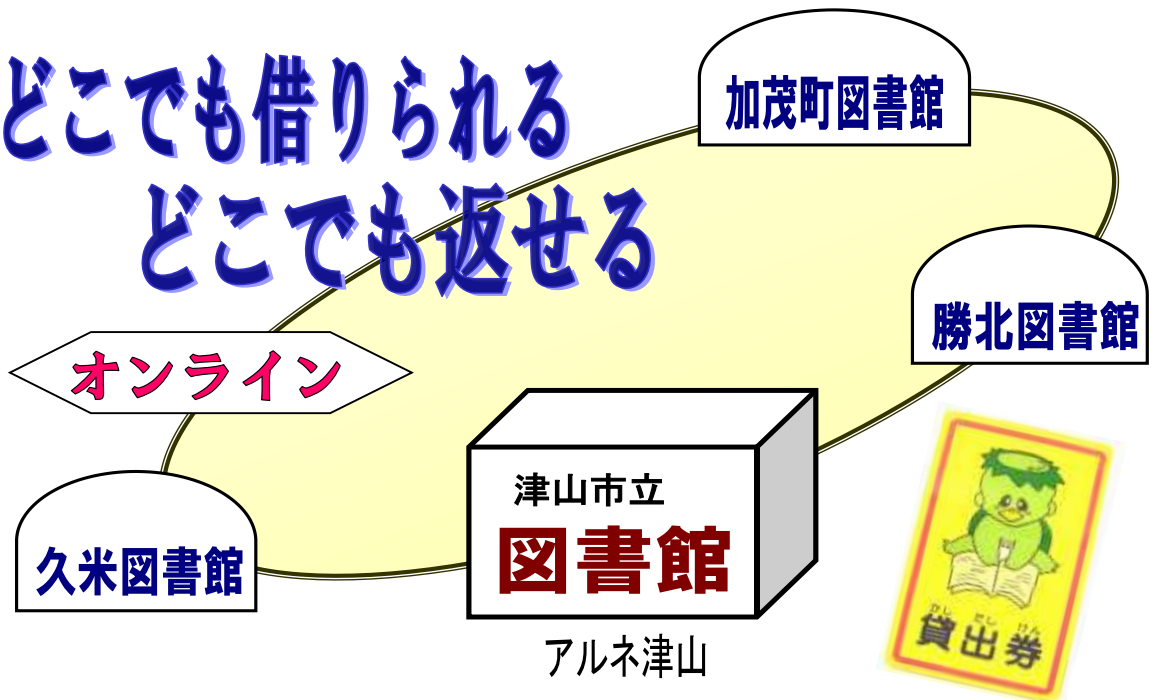 どこでも借りられる
どこでも返せる
加茂町図書館
勝北図書館
オンライン
津山市立
図書館
久米図書館
アルネ津山
かし だし けん
貸出券